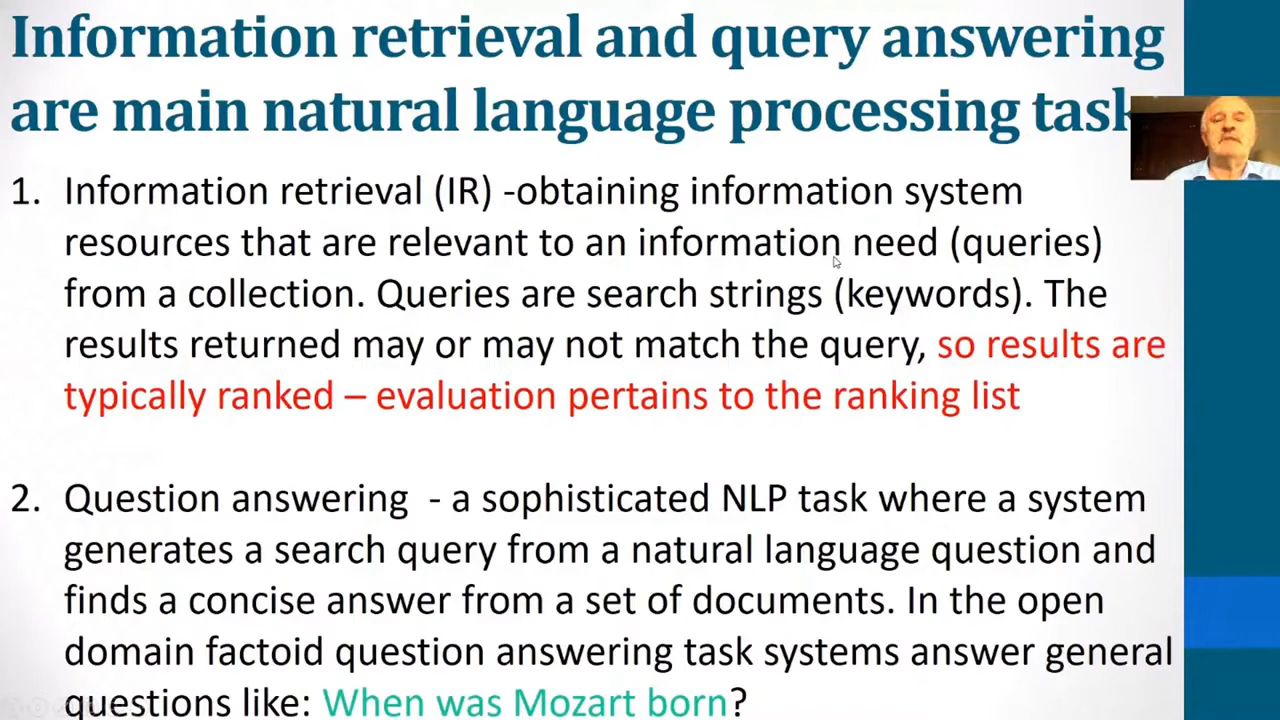 Information retrieval and query answering
are main natural language processing task
1. Information retrieval (IR) -obtaining information system
resources that are relevant to an information need (queries)
from a collection. Queries are search strings (keywords). The
results returned may or may not match the query, so results are
typically ranked – evaluation pertains to the ranking list
2. Question answering - a sophisticated NLP task where a system
generates a search query from a natural language question and
finds a concise answer from a set of documents. In the open
domain factoid question answering task systems answer general
questions like: When was Mozart born?